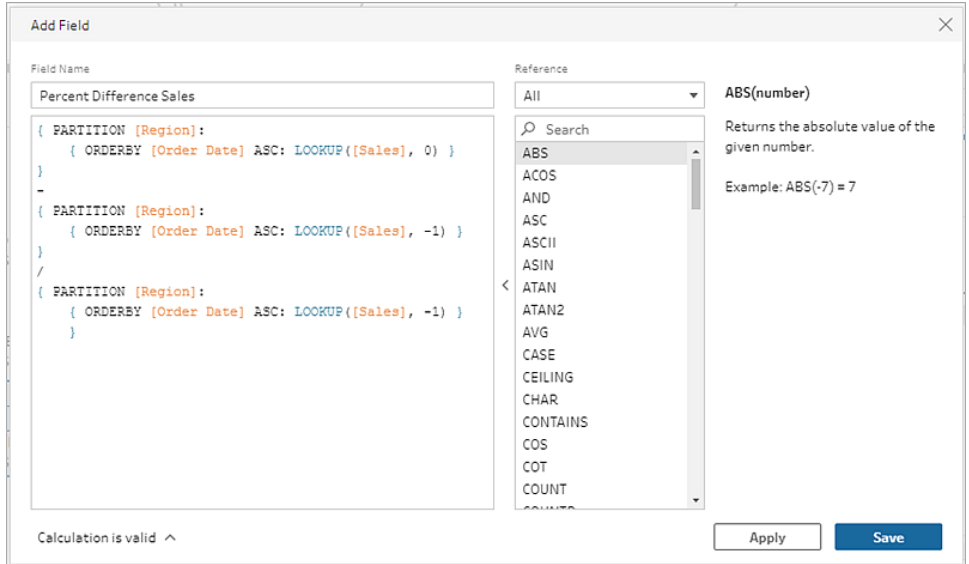 Add Field
Field Name
Percent Difference Sales
{ PARTITION [Region]:
{ ORDERBY [Order Date] ASC: LOOKUP([Sales], 0) }
}
-
{ PARTITION [Region]:
{ ORDERBY [Order Date] ASC: LOOKUP([Sales], -1) }
}
/
{ PARTITION [Region]:
{ ORDERBY [Order Date] ASC: LOOKUP([Sales], -1) }
}
Reference
All
Search
ABS
ACOS
AND
ASC
ASCII
ASIN
ATAN
ATAN2
AVG
CASE
CEILING
CHAR
CONTAINS
COS
COT
COUNT
ABS(number)
Returns the absolute value of the
given number.
Example: ABS(-7) = 7
Calculation is valid
Apply
Save